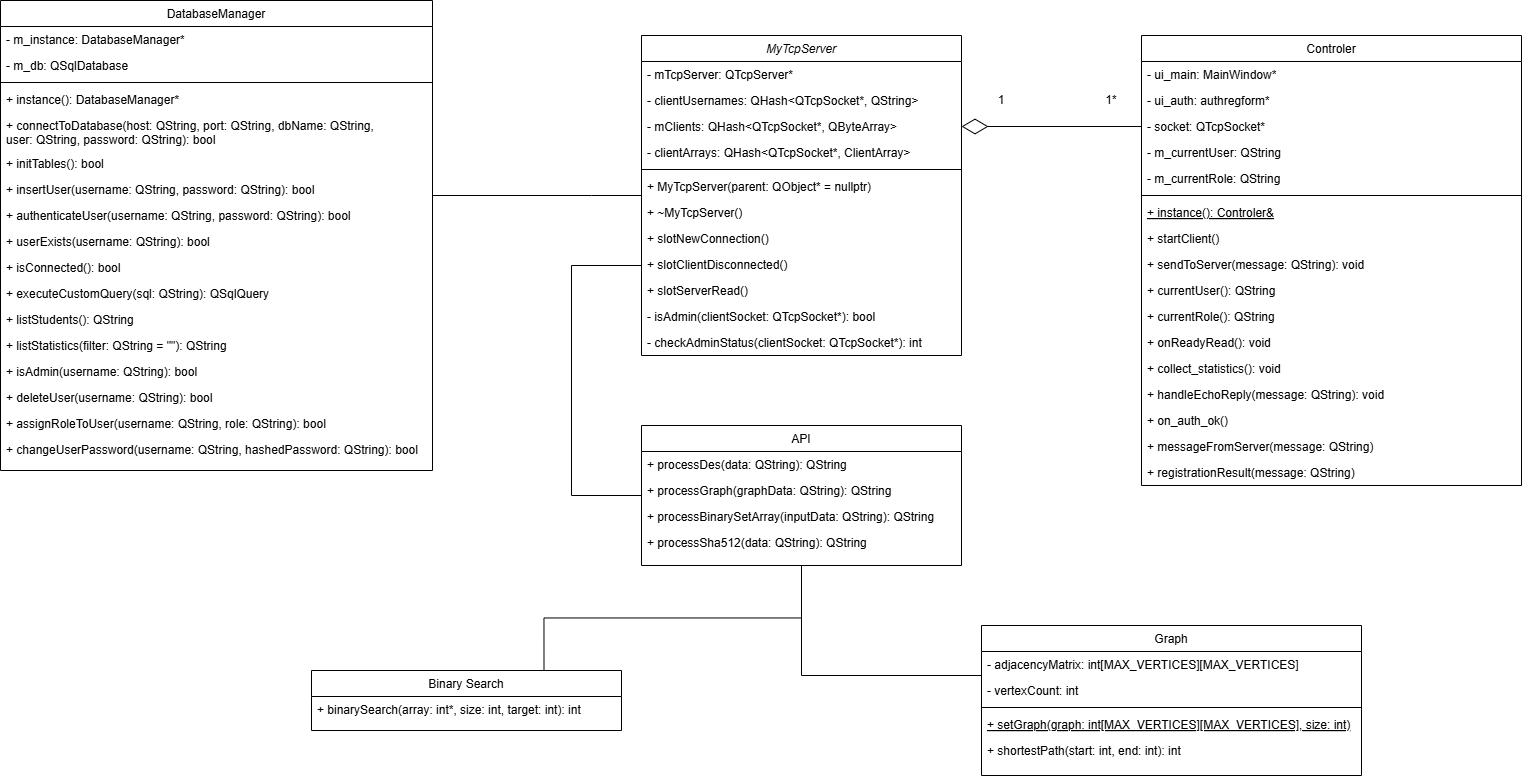 DatabaseManager
- m_instance: DatabaseManager*
- m_db: QSqlDatabase
+ instance(): DatabaseManager*
+ connectToDatabase(host: QString, port: QString, dbName: QString,
user: QString, password: QString): bool
+ initTables(): bool
+ insertUser(username: QString, password: QString): bool
+ authenticateUser(username: QString, password: QString): bool
+ userExists(username: QString): bool
+ isConnected(): bool
+ executeCustomQuery(sql: QString): QSqlQuery
+ listStudents(): QString
+ listStatistics(filter: QString = ""): QString
+ isAdmin(username: QString): bool
+ deleteUser(username: QString): bool
+ assignRoleToUser(username: QString, role: QString): bool
+ changeUserPassword(username: QString, hashedPassword: QString): bool
MyTcpServer
- mTcpServer: QTcpServer*
- clientUsernames: QHash<QTcpSocket*, QString>
- mClients: QHash<QTcpSocket*, QByteArray>
- clientArrays: QHash<QTcpSocket*, ClientArray>
+ MyTcpServer(parent: QObject* = nullptr)
+ ~MyTcpServer()
+ slotNewConnection()
+ slotClientDisconnected()
+ slotServerRead()
- isAdmin(clientSocket: QTcpSocket*): bool
- checkAdminStatus(clientSocket: QTcpSocket*): int
1
1*
Controler
- ui_main: MainWindow*
- ui_auth: authregform*
- socket: QTcpSocket*
- m_currentUser: QString
- m_currentRole: QString
+ instance(): Controler&
+ startClient()
+ sendToServer(message: QString): void
+ currentUser(): QString
+ currentRole(): QString
+ onReadyRead(): void
+ collect_statistics(): void
+ handleEchoReply(message: QString): void
+ on_auth_ok()
+ messageFromServer(message: QString)
+ registrationResult(message: QString)
API
+ processDes(data: QString): QString
+ processGraph(graphData: QString): QString
+ processBinarySetArray(inputData: QString): QString
+ processSha512(data: QString): QString
Binary Search
+ binarySearch(array: int*, size: int, target: int): int
Graph
- adjacencyMatrix: int[MAX_VERTICES][MAX_VERTICES]
- vertexCount: int
+ setGraph(graph: int[MAX_VERTICES][MAX_VERTICES], size: int)
+ shortestPath(start: int, end: int): int